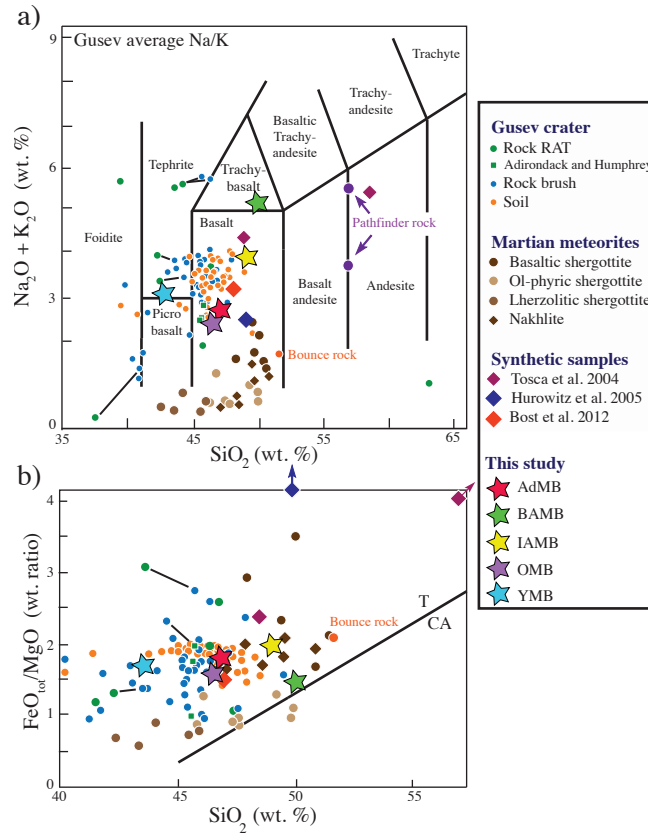 a)
Gusev average Na/K
Na₂O + K₂O (wt. %)
9
6
3
0
Trachyte
Trachy-
andesite
Basaltic
Trachy-
andesite
Tephrite
Trachy-
basalt
Foidite
Basalt
Pathfinder rock
Picro
basalt
Basalt
andesite
Andesite
Bounce rock
35
45
55
65
SiO₂ (wt. %)
b)
FeO_tot/MgO (wt. ratio)
4
3
2
1
0
T
CA
Bounce rock
40
45
50
55
SiO₂ (wt. %)
Gusev crater
Rock RAT
Adirondack and Humphrey
Rock brush
Soil
Martian meteorites
Basaltic shergottite
Ol-phyric shergottite
Lherzolitic shergottite
Nakhlite
Synthetic samples
Tosca et al. 2004
Hurowitz et al. 2005
Bost et al. 2012
This study
AdMB
BAMB
IAMB
OMB
YMB